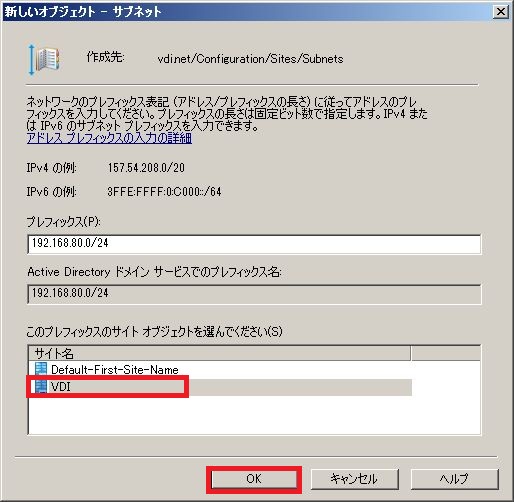 新しいオブジェクト - サブネット
作成先: vdi.net/Configuration/Sites/Subnets
ネットワークのプレフィックス表記 (アドレス/プレフィックスの長さ) に従ってアドレスのプレ
フィックスを入力してください。プレフィックスの長さは固定ビット数で指定します。IPv4 また
は IPv6 のサブネット プレフィックスを入力できます。
アドレス プレフィックスの入力の詳細
IPv4 の例: 157.54.208.0/20
IPv6 の例: 3FFE:FFFF:0:C000::/64
プレフィックス(P):
192.168.80.0/24
Active Directory ドメイン サービスでのプレフィックス名:
192.168.80.0/24
このプレフィックスのサイト オブジェクトを選んでください(S)
サイト名
Default-First-Site-Name
VDI
OK キャンセル ヘルプ